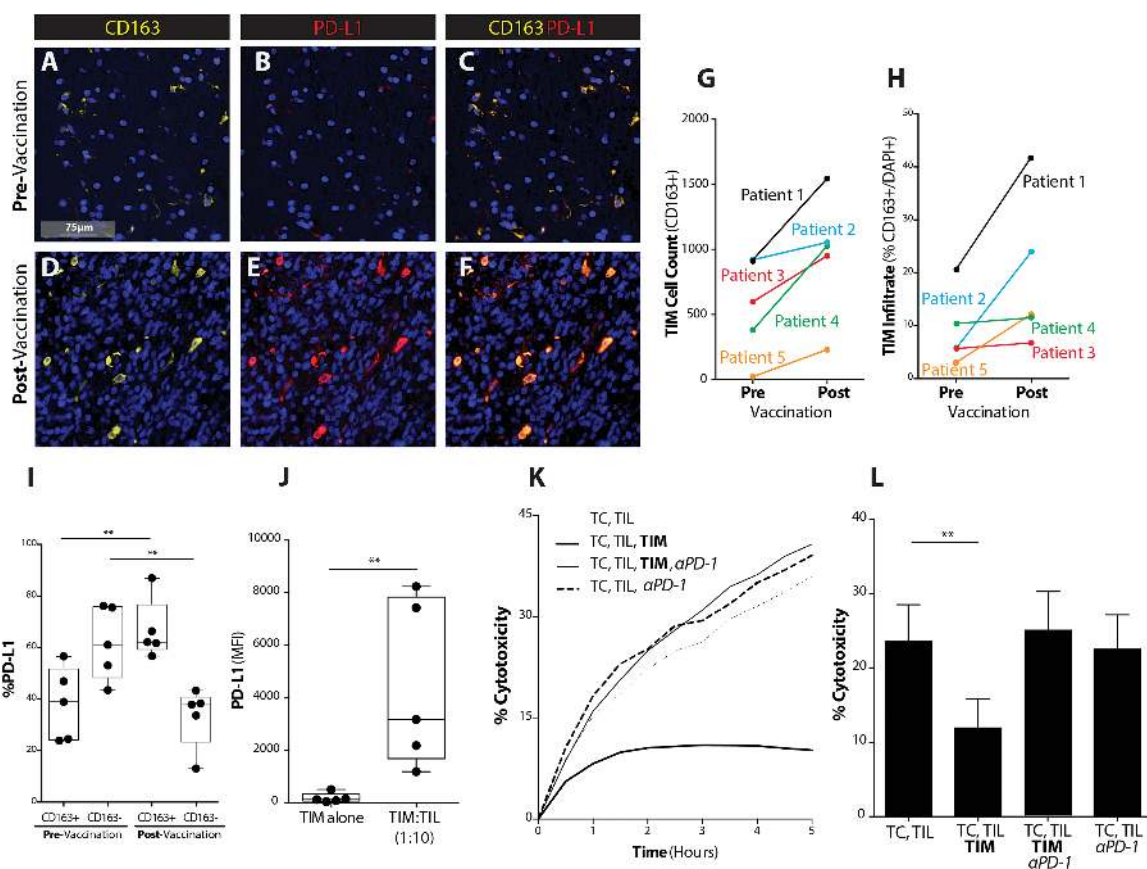 CD163
PD-L1
CD163 PD-L1
Pre-Vaccination
A
B
C
75µm
Post-Vaccination
D
E
F
G
TIM Cell Count (CD163+)
2000
1500
1000
500
0
Patient 1
Patient 2
Patient 3
Patient 4
Patient 5
Pre Post
Vaccination
H
TIM Infiltrate (% CD163+/DAPI+)
50
40
30
20
10
0
Patient 1
Patient 2
Patient 4
Patient 3
Patient 5
Pre Post
Vaccination
I
%PD-L1
100
80
60
40
20
0
**
**
CD163+ CD163- CD163+ CD163-
Pre-Vaccination Post-Vaccination
J
PD-L1 (MFI)
10000
8000
6000
4000
2000
0
**
TIM alone TIM:TIL
(1:10)
K
% Cytotoxicity
45
30
15
0
TC, TIL
TC, TIL, TIM
TC, TIL, TIM, αPD-1
TC, TIL, αPD-1
0 1 2 3 4 5
Time (Hours)
L
% Cytotoxicity
40
30
20
10
0
**
TC, TIL TC, TIL TC, TIL TC, TIL
TIM TIM αPD-1
αPD-1